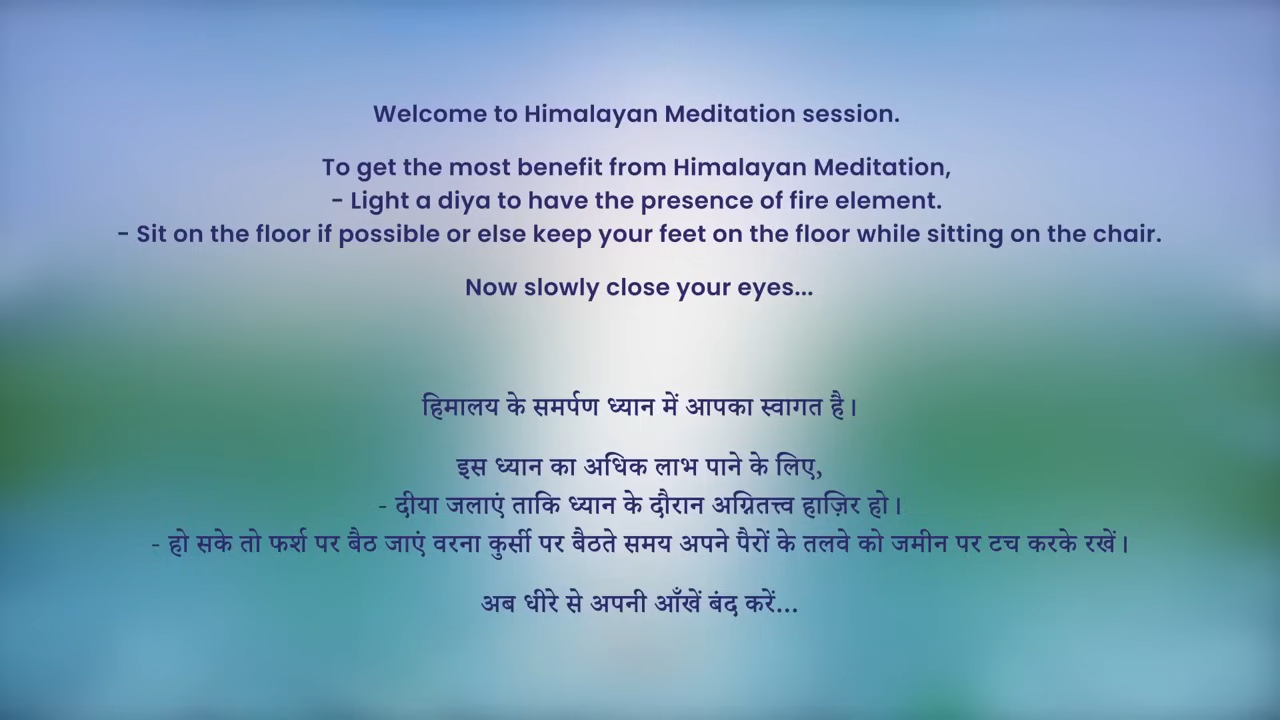 Welcome to Himalayan Meditation session.
To get the most benefit from Himalayan Meditation,
- Light a diya to have the presence of fire element.
- Sit on the floor if possible or else keep your feet on the floor while sitting on the chair.
Now slowly close your eyes...
हिमालय के समर्पण ध्यान में आपका स्वागत है।
इस ध्यान का अधिक लाभ पाने के लिए,
- दीया जलाएं ताकि ध्यान के दौरान अग्नितत्त्व हाज़िर हो।
- हो सके तो फर्श पर बैठ जाएं वरना कुर्सी पर बैठते समय अपने पैरों के तलवे को जमीन पर टच करके रखें।
अब धीरे से अपनी आँखें बंद करें...